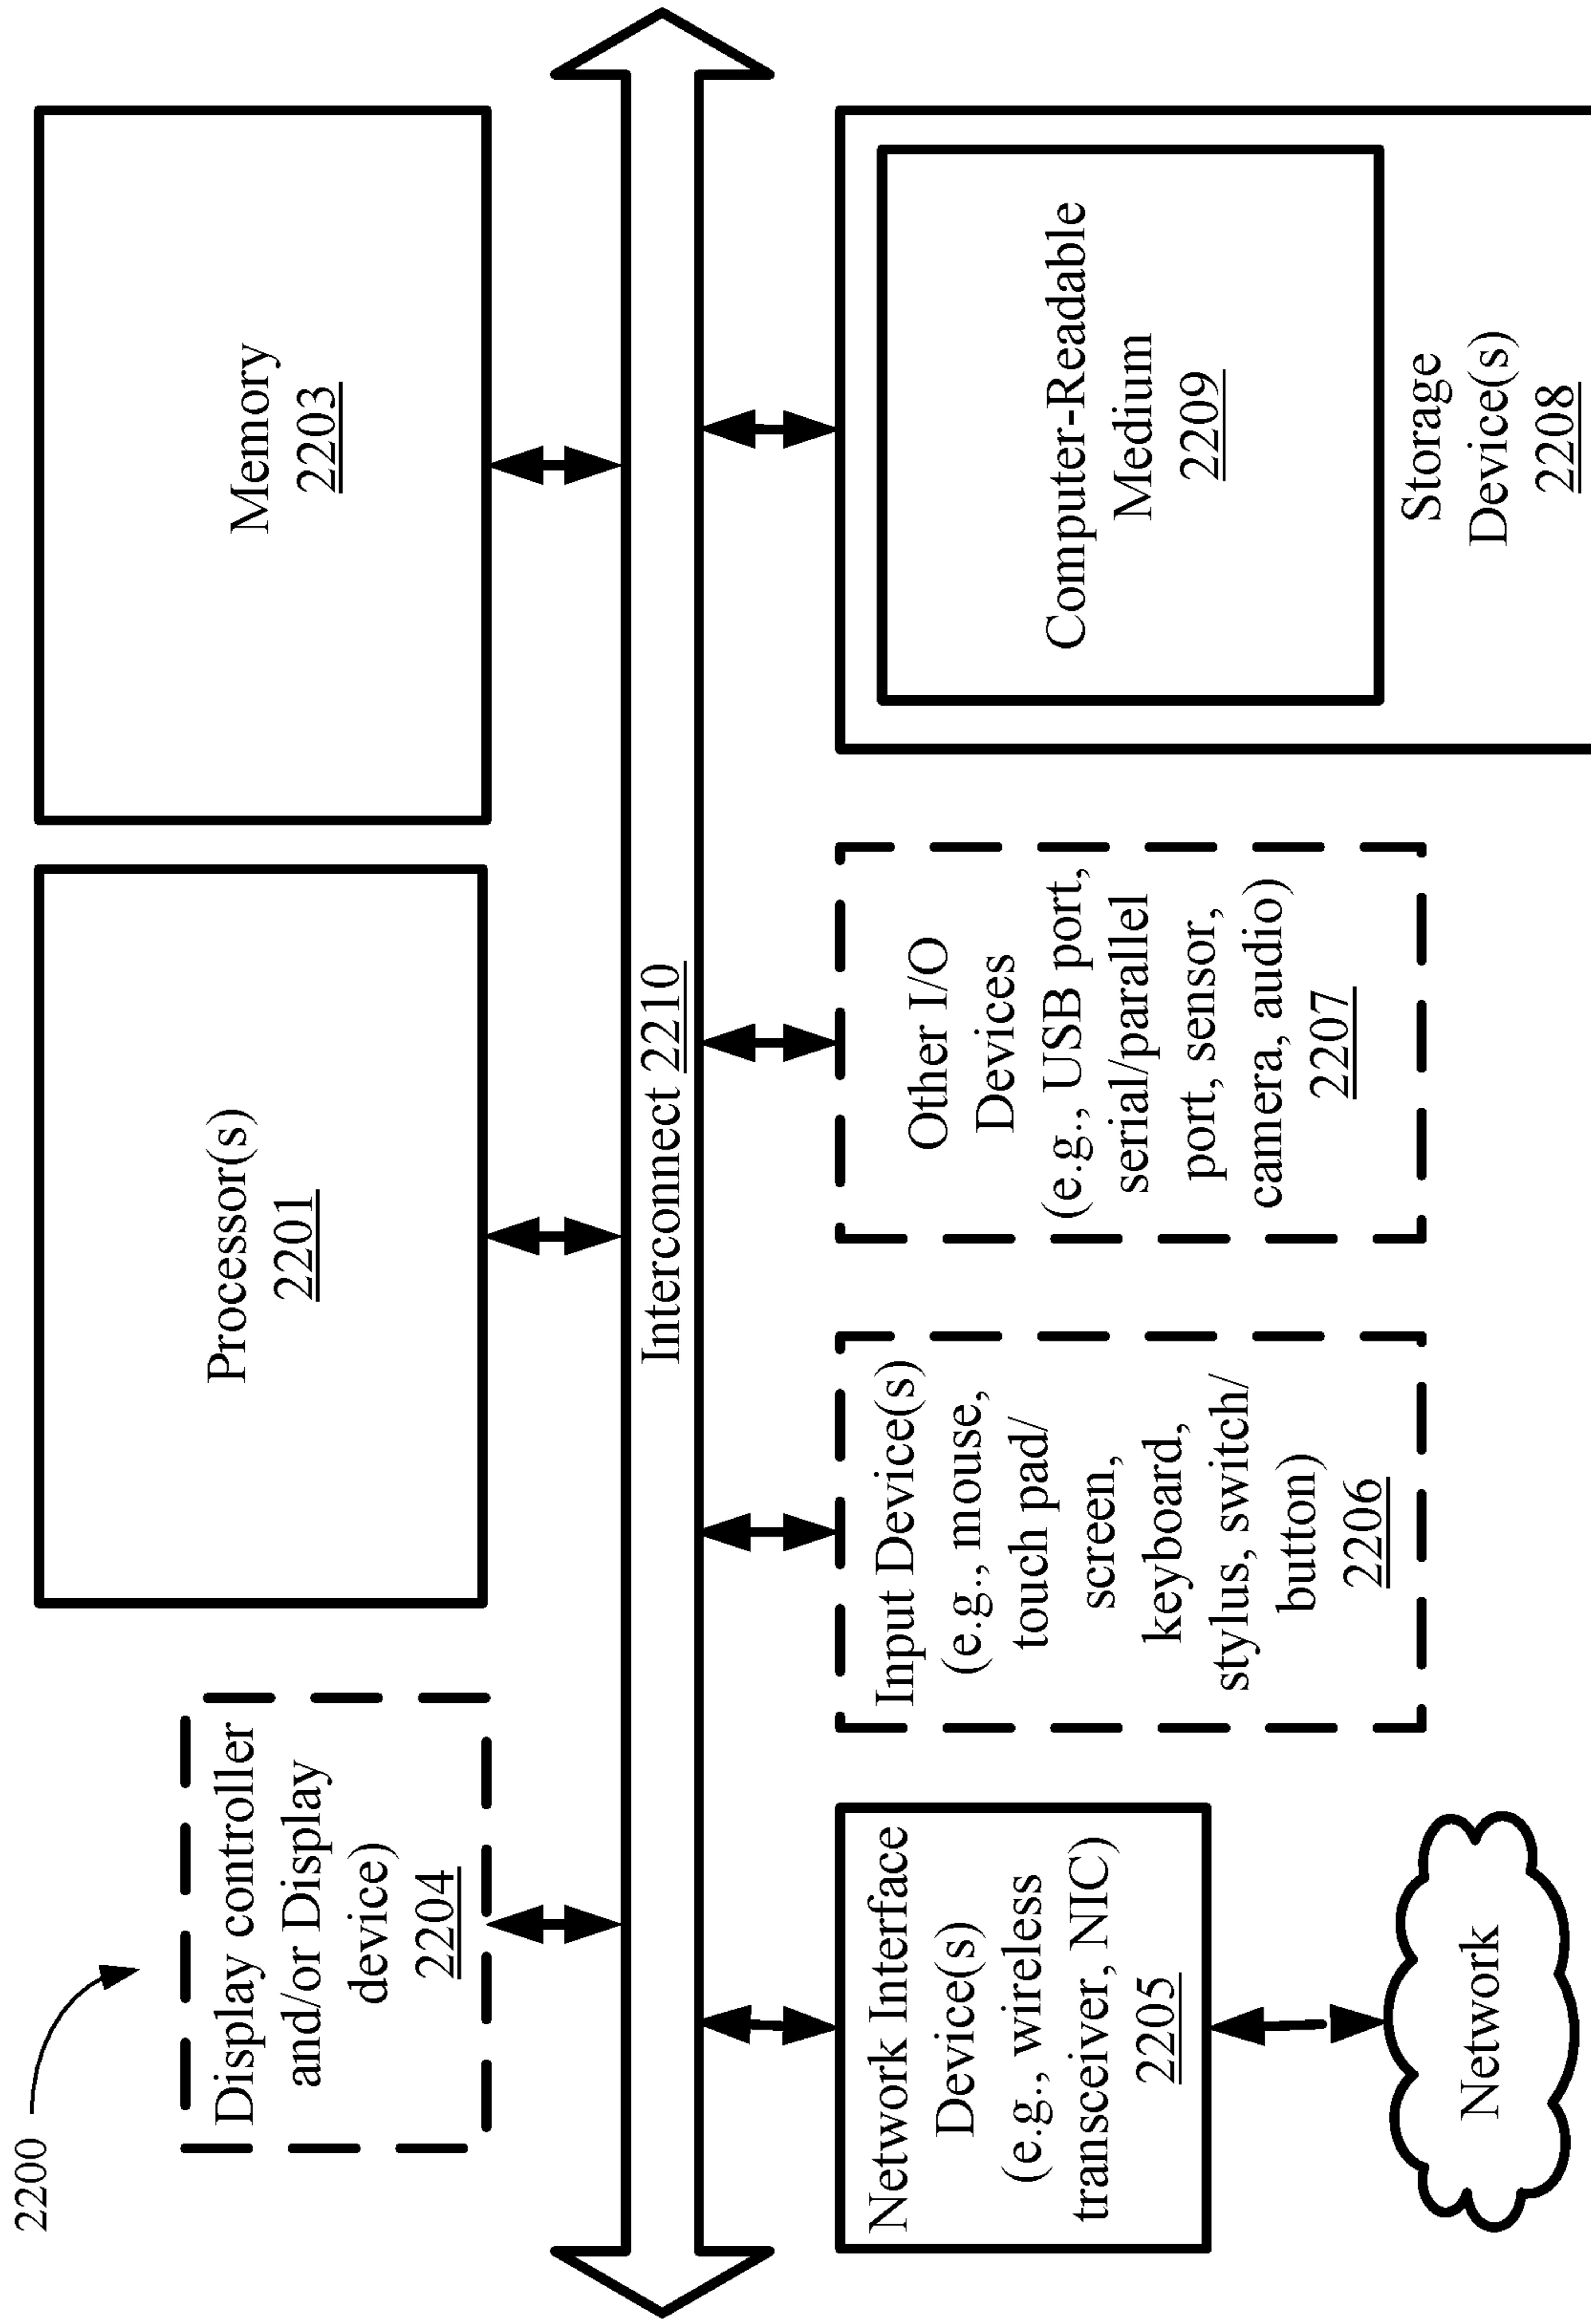 2200
Display controller
and/or Display
device)
2204
Processor(s)
2201
Memory
2203
Interconnect 2210
Network Interface
Device(s)
(e.g., wireless
transceiver, NIC)
2205
Input Device(s)
(e.g., mouse,
touch pad/
screen,
keyboard,
stylus, switch/
button)
2206
Other I/O
Devices
(e.g., USB port,
serial/parallel
port, sensor,
camera, audio)
2207
Computer-Readable
Medium
2209
Storage
Device(s)
2208
Network